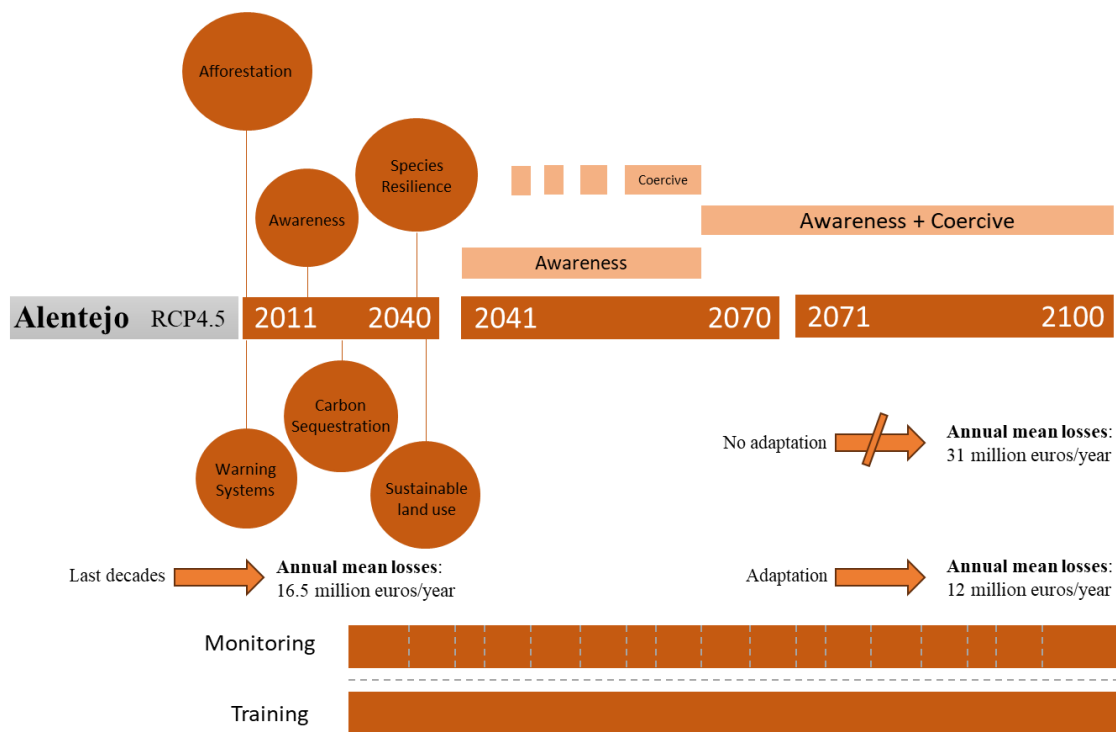 Afforestation
Species
Resilience
Coercive
Awareness
Awareness + Coercive
Awareness
Alentejo RCP4.5 2011 2040 2041 2070 2071 2100
Carbon
Sequestration
No adaptation
Annual mean losses:
31 million euros/year
Warning
Systems
Sustainable
land use
Last decades
Annual mean losses:
16.5 million euros/year
Adaptation
Annual mean losses:
12 million euros/year
Monitoring
Training